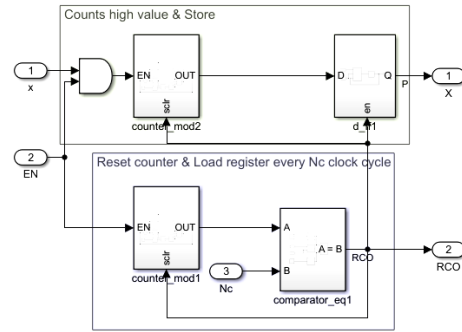 Counts high value & Store
1
x
EN
OUT
sclr
counter_mod2
D
Q
en
P
1
X
2
EN
Reset counter & Load register every Nc clock cycle
EN
OUT
sclr
counter_mod1
3
Nc
A
B
A = B
comparator_eq1
RCO
2
RCO